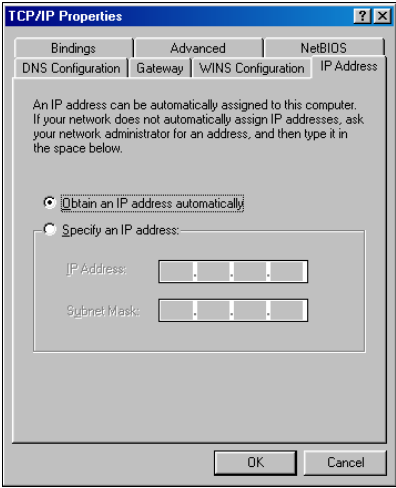 TCP/IP Properties
Bindings
Advanced
NetBIOS
DNS Configuration
Gateway
WINS Configuration
IP Address
An IP address can be automatically assigned to this computer.
If your network does not automatically assign IP addresses, ask
your network administrator for an address, and then type it in
the space below.
Obtain an IP address automatically
Specify an IP address:
IP Address:
Subnet Mask:
OK
Cancel